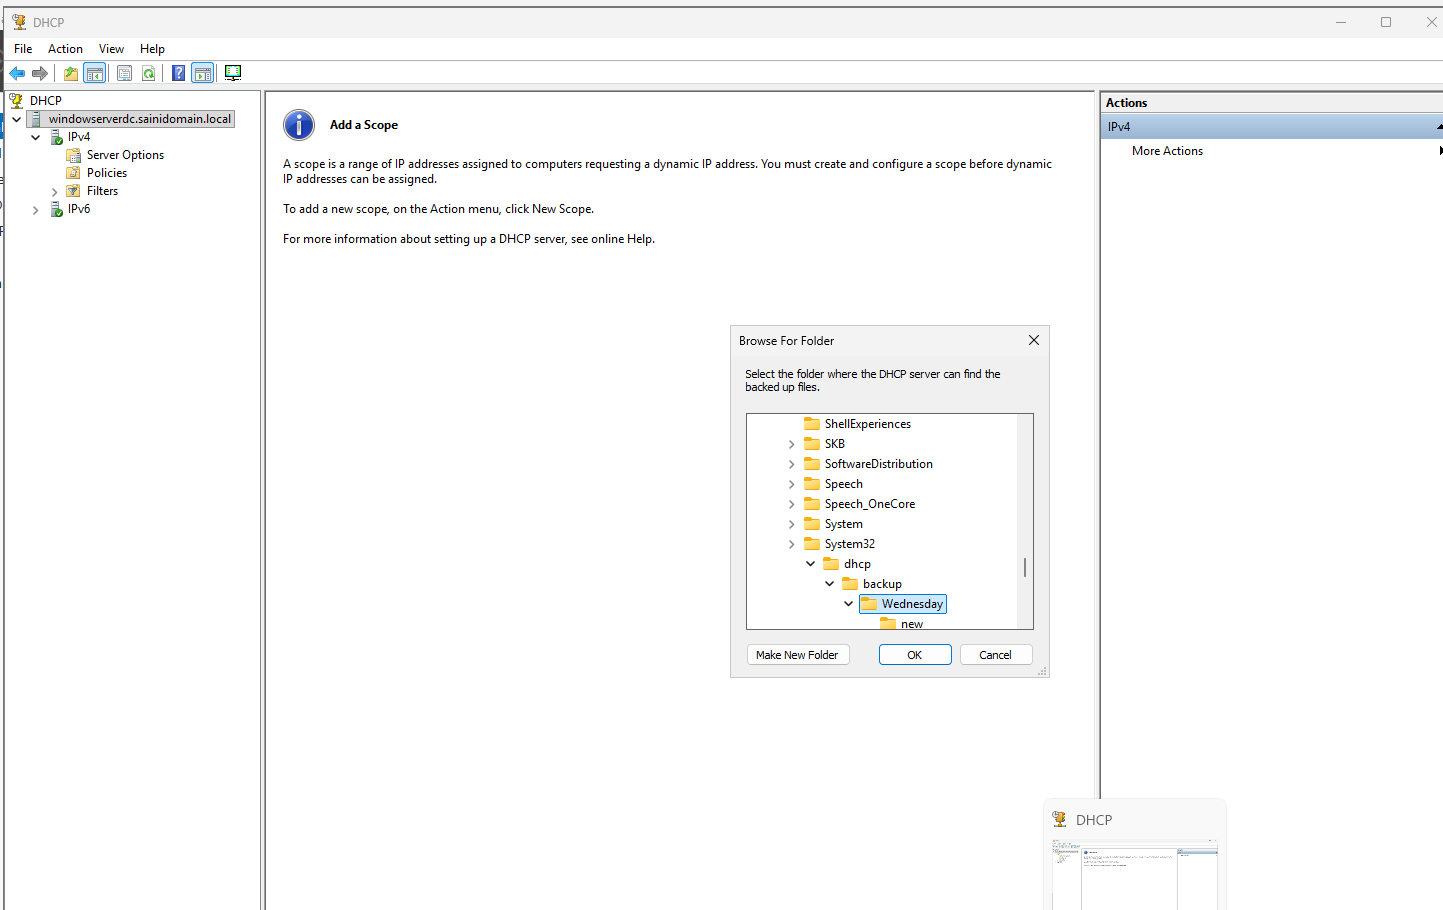 DHCP
File Action View Help
DHCP
windowserverdc.sainidomain.local
IPv4
Server Options
Policies
Filters
IPv6
Add a Scope
A scope is a range of IP addresses assigned to computers requesting a dynamic IP address. You must create and configure a scope before dynamic
IP addresses can be assigned.
To add a new scope, on the Action menu, click New Scope.
For more information about setting up a DHCP server, see online Help.
Actions
IPv4
More Actions
Browse For Folder
Select the folder where the DHCP server can find the
backed up files.
ShellExperiences
SKB
SoftwareDistribution
Speech
Speech_OneCore
System
System32
dhcp
backup
Wednesday
new
Make New Folder
OK
Cancel
DHCP